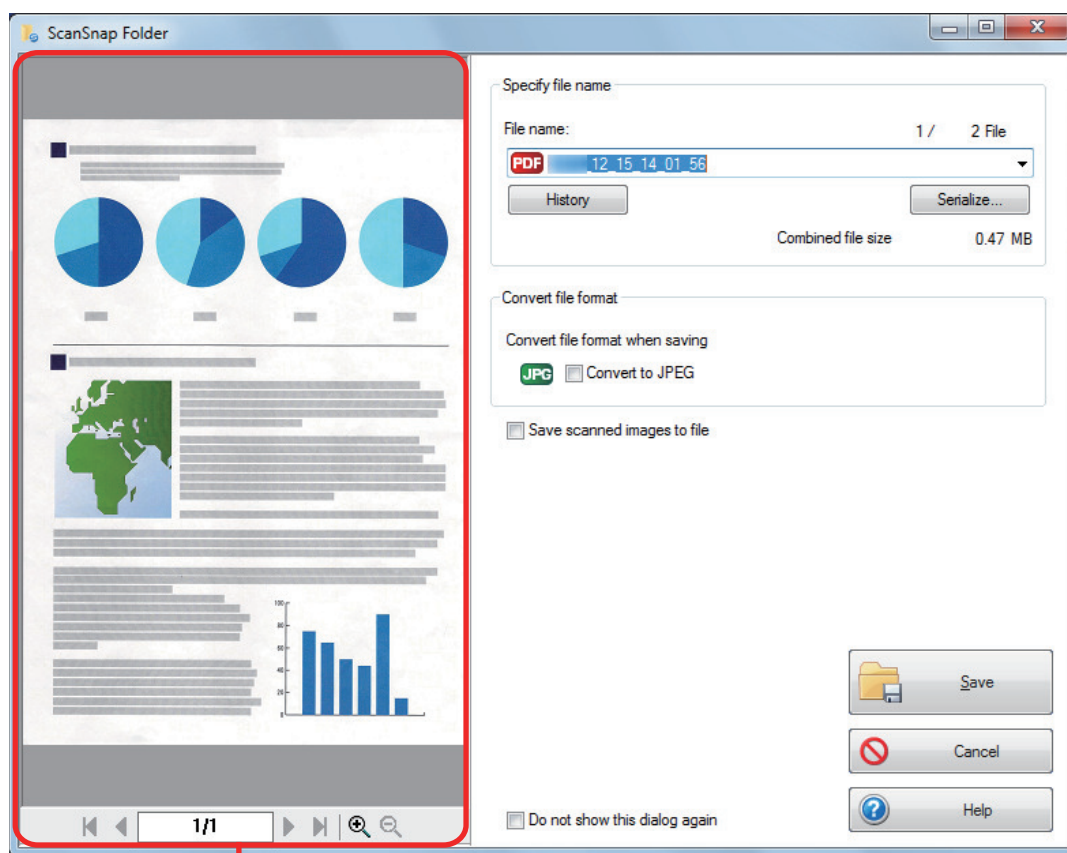 ScanSnap Folder
Specify file name
File name:
1 / 2 File
PDF _12_15_14_01_56
History
Serialize...
Combined file size 0.47 MB
Convert file format
Convert file format when saving
JPG Convert to JPEG
Save scanned images to file
100
80
60
40
20
0
Save
Cancel
1/1
Do not show this dialog again
Help